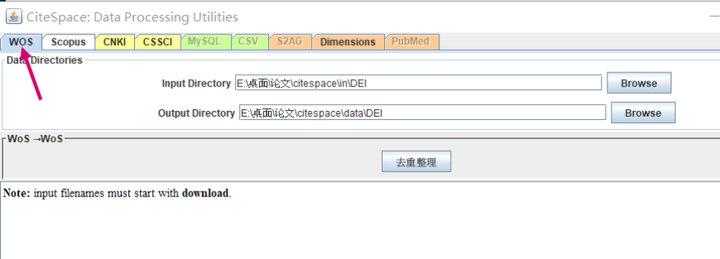 CiteSpace: Data Processing Utilities
WOS Scopus CNKI CSSCI MySQL CSV S2AG Dimensions PubMed
Data Directories
Input Directory E:\桌面\论文\citespace\in\DEI Browse
Output Directory E:\桌面\论文\citespace\data\DEI Browse
WoS →WoS
去重整理
Note: input filenames must start with download.